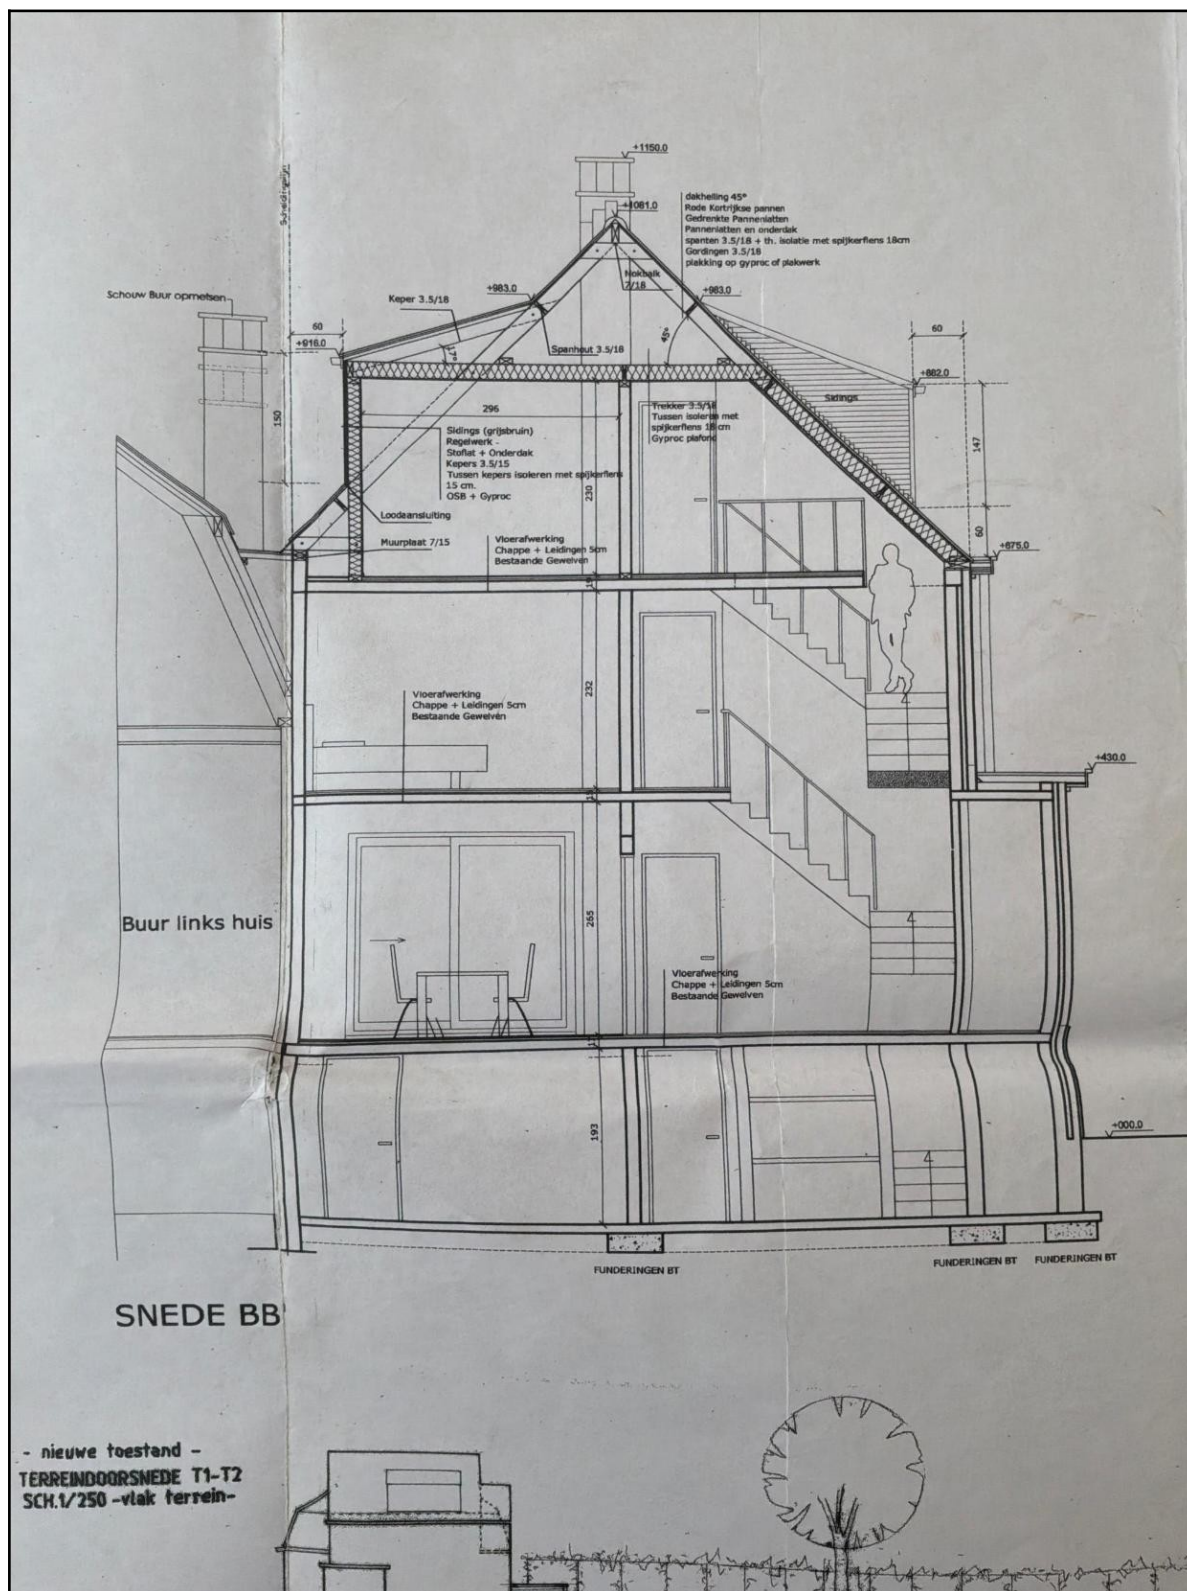 +1150.0
Scheidingslijn
+1081.0
dakhelling 45°
Rode Kortrijkse pannen
Gedrenkte Pannenlatten
Pannenlatten en onderdak
spanten 3.5/18 + th. isolatie met spijkerflens 18cm
Gordingen 3.5/18
plakking op gyproc of plakwerk
Nokbalk
7/18
Schouw Buur opmetsen
Keper 3.5/18
+983.0
+983.0
60
+916.0
17°
Spanhout 3.5/18
45°
60
+882.0
150
296
Trekker 3.5/18
Tussen isoleren met
spijkerflens 18 cm
Gyproc plafond
Sidings
147
Sidings (grijsbruin)
Regelwerk -
Stoflat + Onderdak
Kepers 3.5/15
Tussen kepers isoleren met spijkerflens
15 cm.
OSB + Gyproc
230
Loodaansluiting
Muurplaat 7/15
Vloerafwerking
Chappe + Leidingen 5cm
Bestaande Gewelven
60
+675.0
232
Vloerafwerking
Chappe + Leidingen 5cm
Bestaande Gewelven
4
+430.0
Buur links huis
265
4
Vloerafwerking
Chappe + Leidingen 5cm
Bestaande Gewelven
193
+000.0
4
FUNDERINGEN BT
FUNDERINGEN BT
FUNDERINGEN BT
SNEDE BB'
- nieuwe toestand -
TERREINDOORSNEDE T1-T2
SCH.1/250 -vlak terrein-